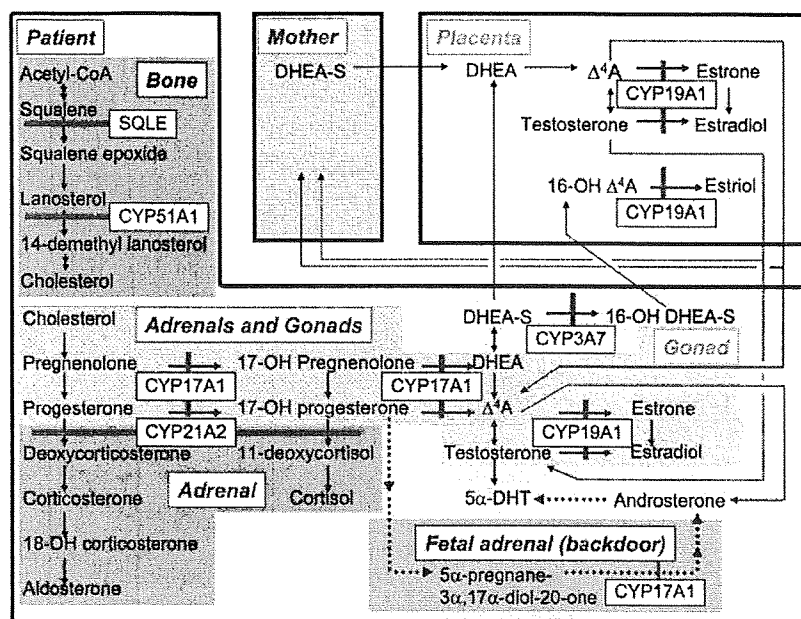 Patient
Mother
Placenta
Acetyl-CoA
Bone
DHEA-S
DHEA
Δ⁴A
Estrone
CYP19A1
Squalene
SQLE
Testosterone
Estradiol
Squalene epoxide
Lanosterol
16-OH Δ⁴A
Estriol
CYP51A1
CYP19A1
14-demethyl lanosterol
Cholesterol
Cholesterol
Adrenals and Gonads
DHEA-S
16-OH DHEA-S
CYP3A7
Gonad
Pregnenolone
17-OH Pregnenolone
DHEA
CYP17A1
CYP17A1
Progesterone
17-OH progesterone
Δ⁴A
Estrone
CYP21A2
CYP19A1
Deoxycorticosterone
11-deoxycortisol
Testosterone
Estradiol
Adrenal
Corticosterone
Cortisol
5α-DHT
Androsterone
18-OH corticosterone
Fetal adrenal (backdoor)
5α-pregnane-
3α,17α-diol-20-one
CYP17A1
Aldosterone